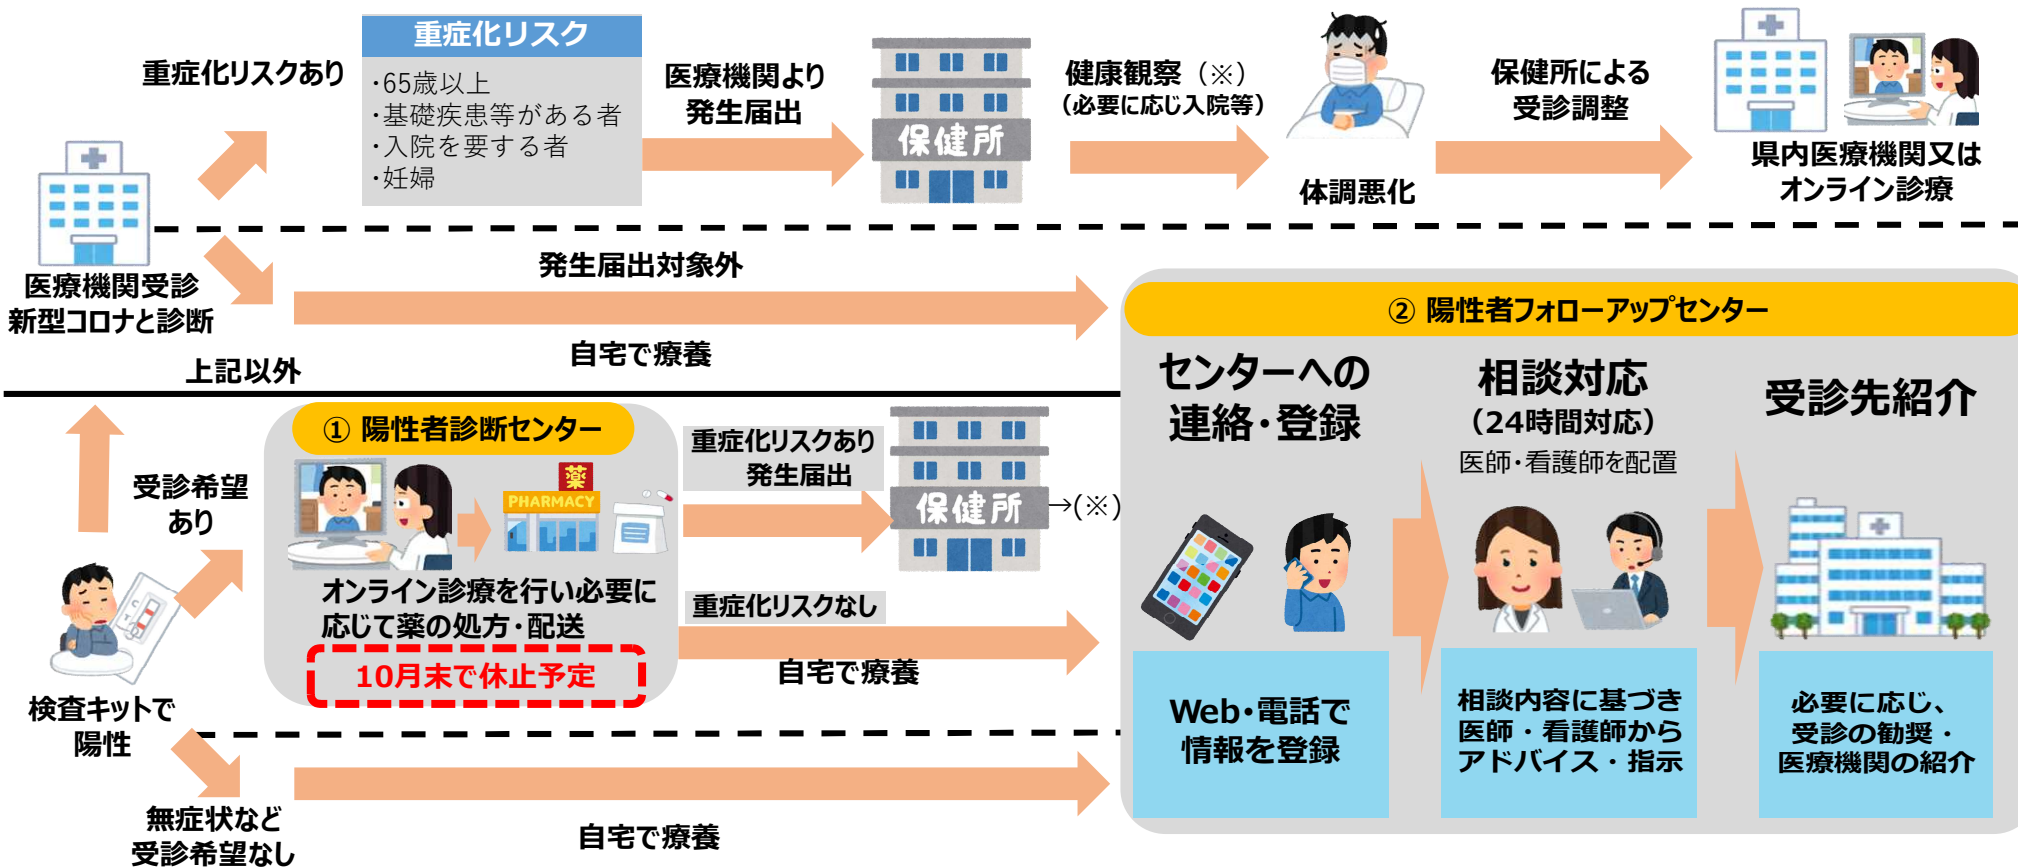 重症化リスクあり
重症化リスク
・65歳以上
・基礎疾患等がある者
・入院を要する者
・妊婦
医療機関より
発生届出
保健所
健康観察（※）
（必要に応じ入院等）
体調悪化
保健所による
受診調整
県内医療機関又は
オンライン診療
医療機関受診
新型コロナと診断
発生届出対象外
自宅で療養
上記以外
受診希望
あり
① 陽性者診断センター
薬
PHARMACY
オンライン診療を行い必要に
応じて薬の処方・配送
10月末で休止予定
重症化リスクあり
発生届出
保健所
→(※)
重症化リスクなし
自宅で療養
検査キットで
陽性
無症状など
受診希望なし
自宅で療養
② 陽性者フォローアップセンター
センターへの
連絡・登録
Web・電話で
情報を登録
相談対応
（24時間対応）
医師・看護師を配置
相談内容に基づき
医師・看護師から
アドバイス・指示
受診先紹介
必要に応じ、
受診の勧奨・
医療機関の紹介